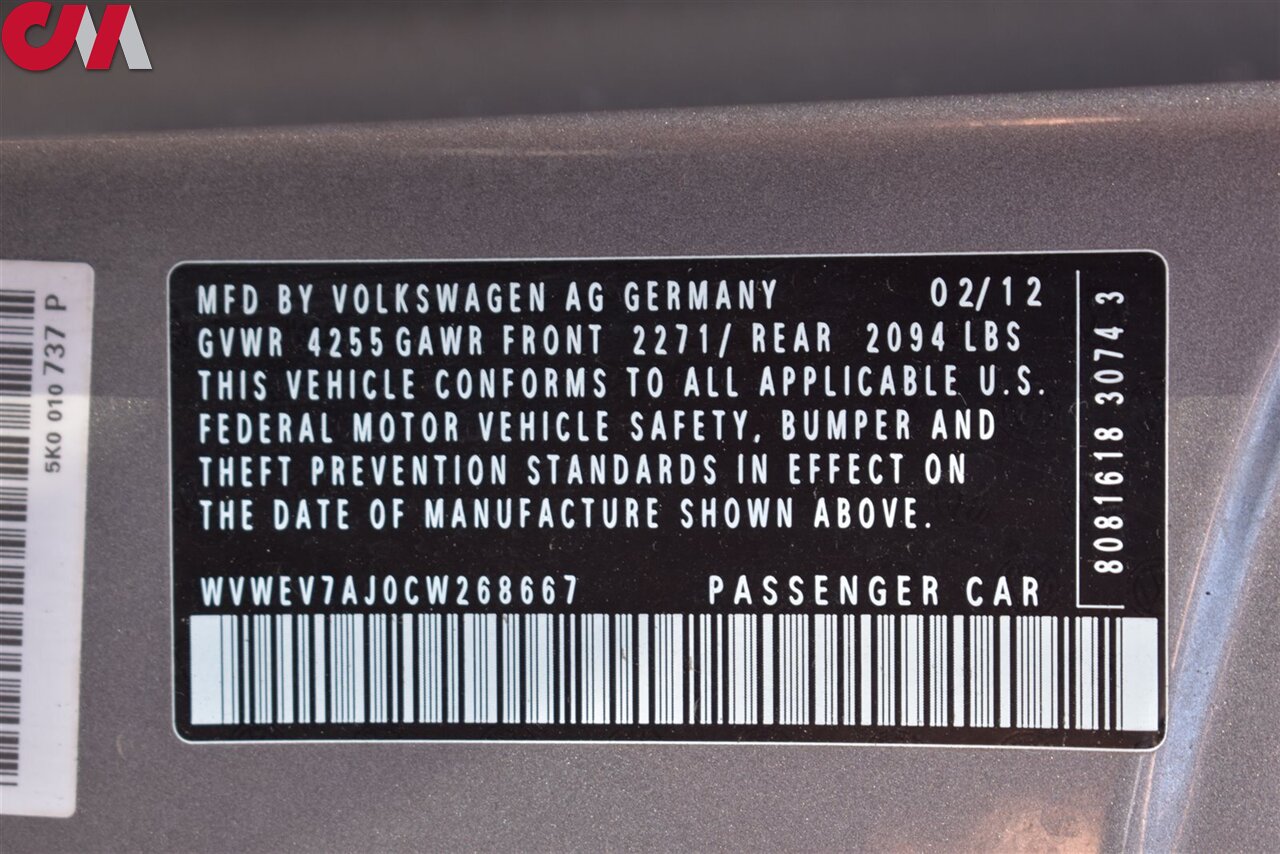 CM
5K0 010 737 P
MFD BY VOLKSWAGEN AG GERMANY 02/12
GVWR 4255 GAWR FRONT 2271/ REAR 2094 LBS
THIS VEHICLE CONFORMS TO ALL APPLICABLE U.S.
FEDERAL MOTOR VEHICLE SAFETY, BUMPER AND
THEFT PREVENTION STANDARDS IN EFFECT ON
THE DATE OF MANUFACTURE SHOWN ABOVE.
WVWEV7AJ0CW268667 PASSENGER CAR
8081618 3074 3